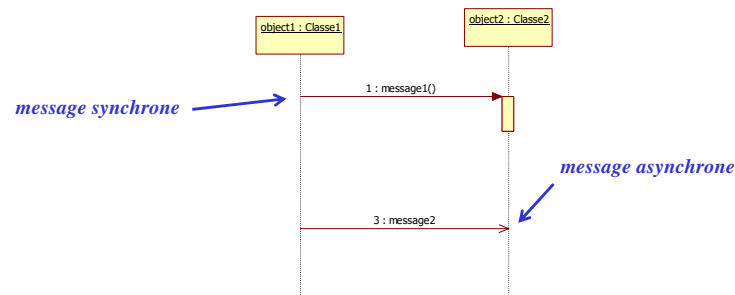 object1 : Classe1
object2 : Classe2
1 : message1()
message synchrone
message asynchrone
3 : message2